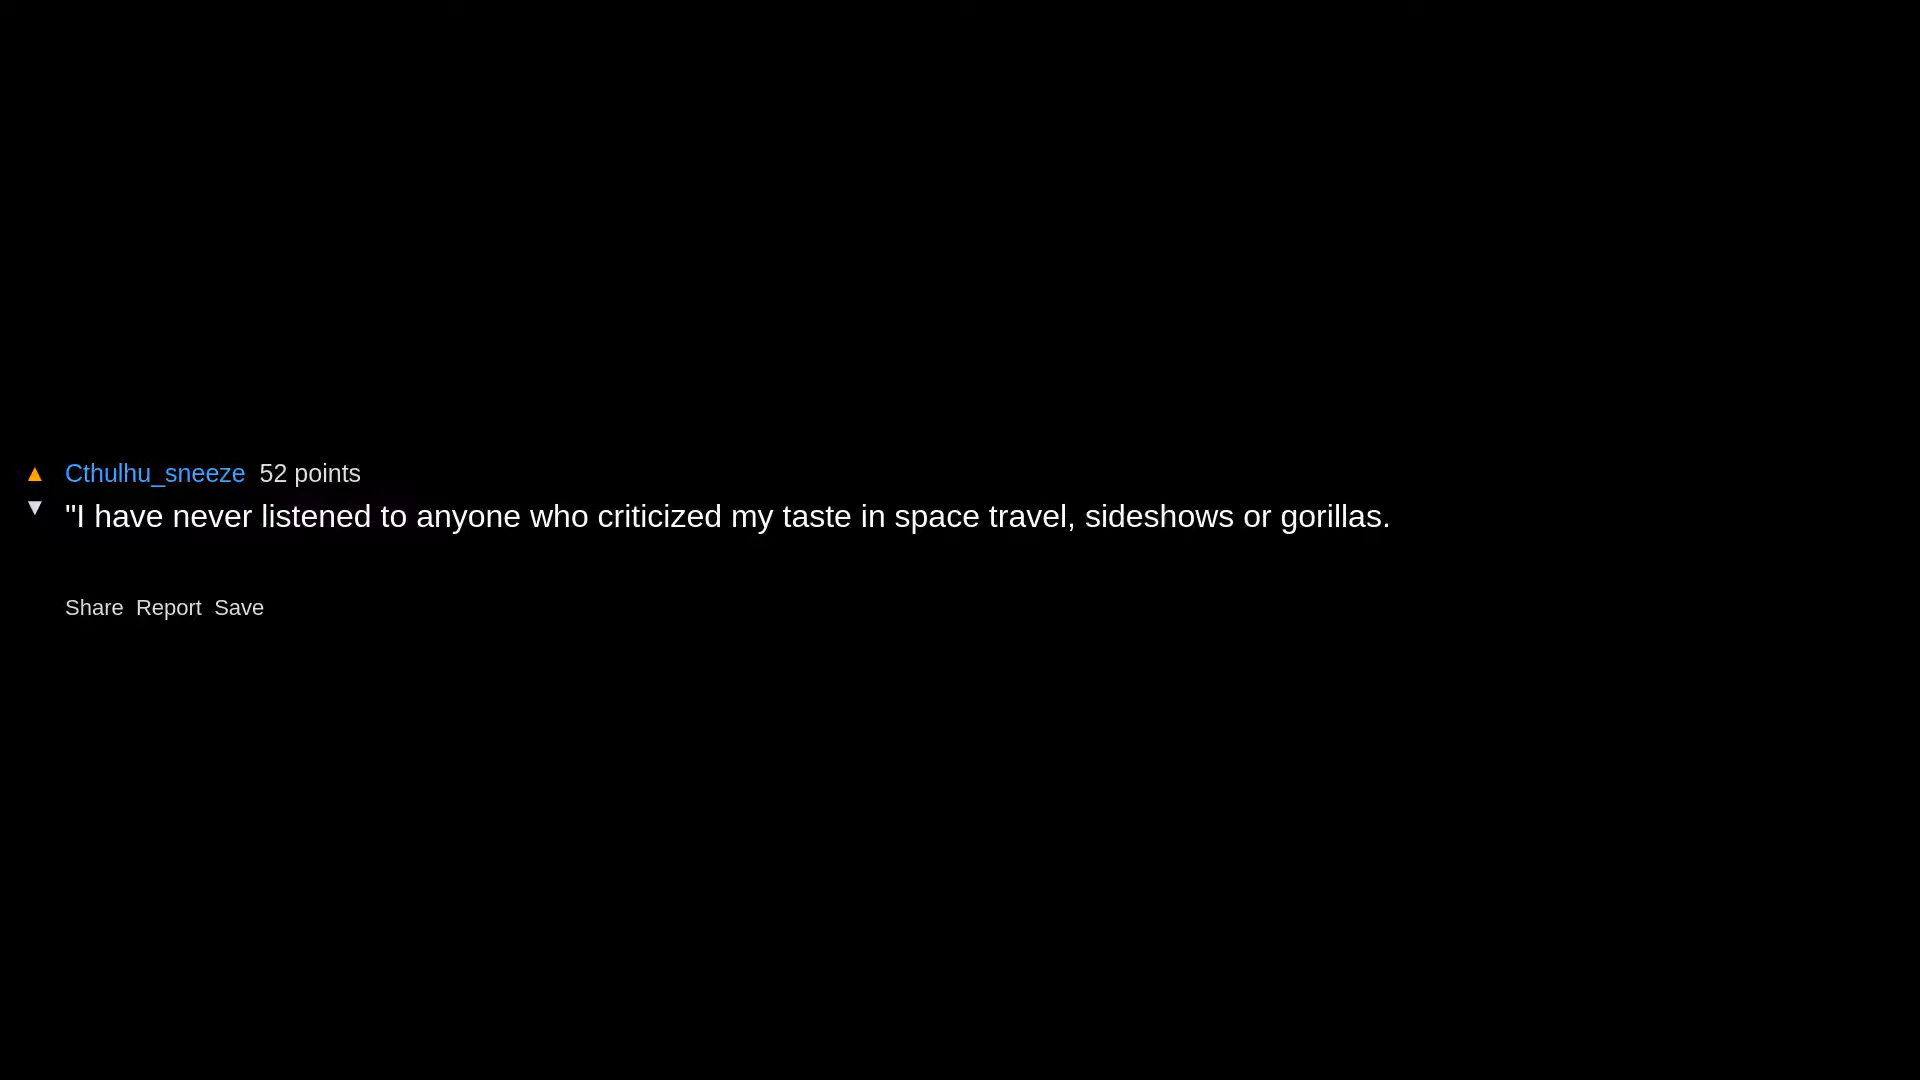 ▲ Cthulhu_sneeze 52 points
▼ "I have never listened to anyone who criticized my taste in space travel, sideshows or gorillas.
Share Report Save